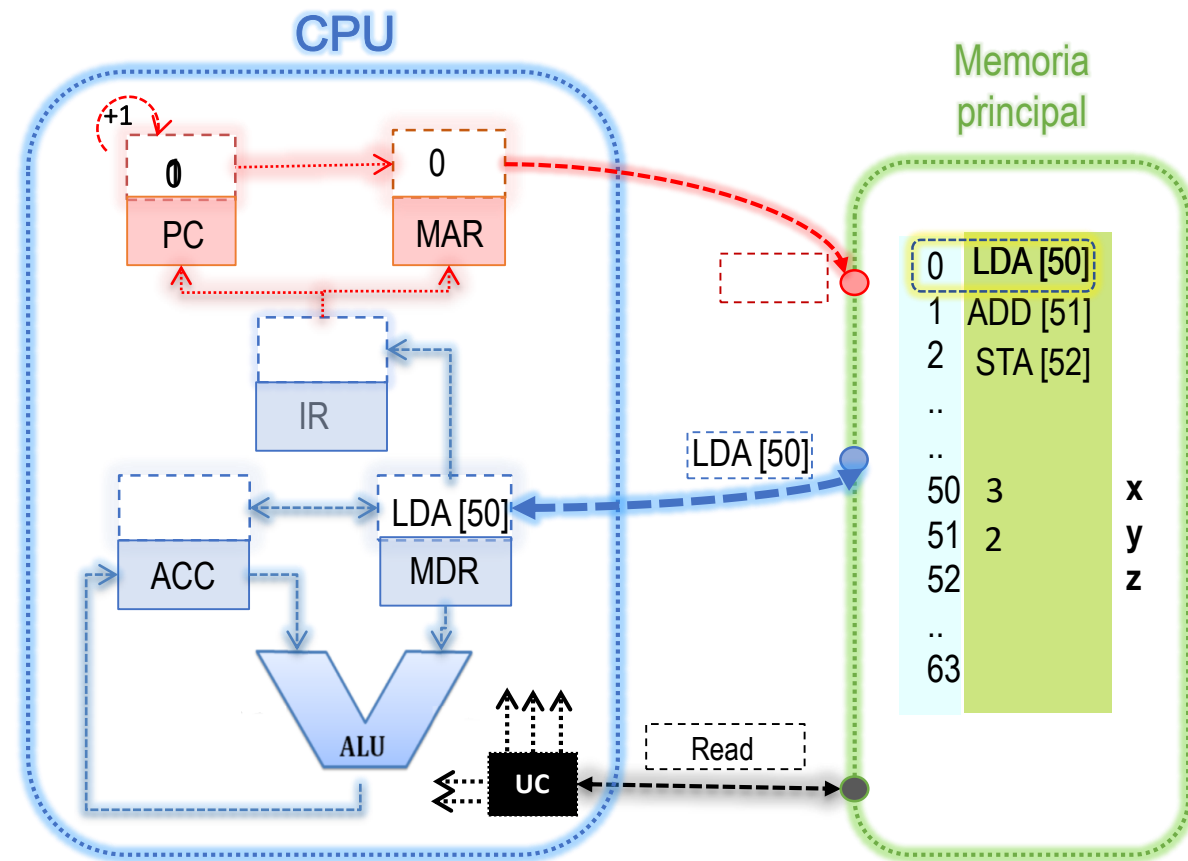 CPU
Memoria
principal
+1
0
PC
MAR
IR
LDA [50]
ACC
MDR
ALU
UC
LDA [50]
Read
0 LDA [50]
1 ADD [51]
2 STA [52]
..
..
50 3 x
51 2 y
52 z
..
63